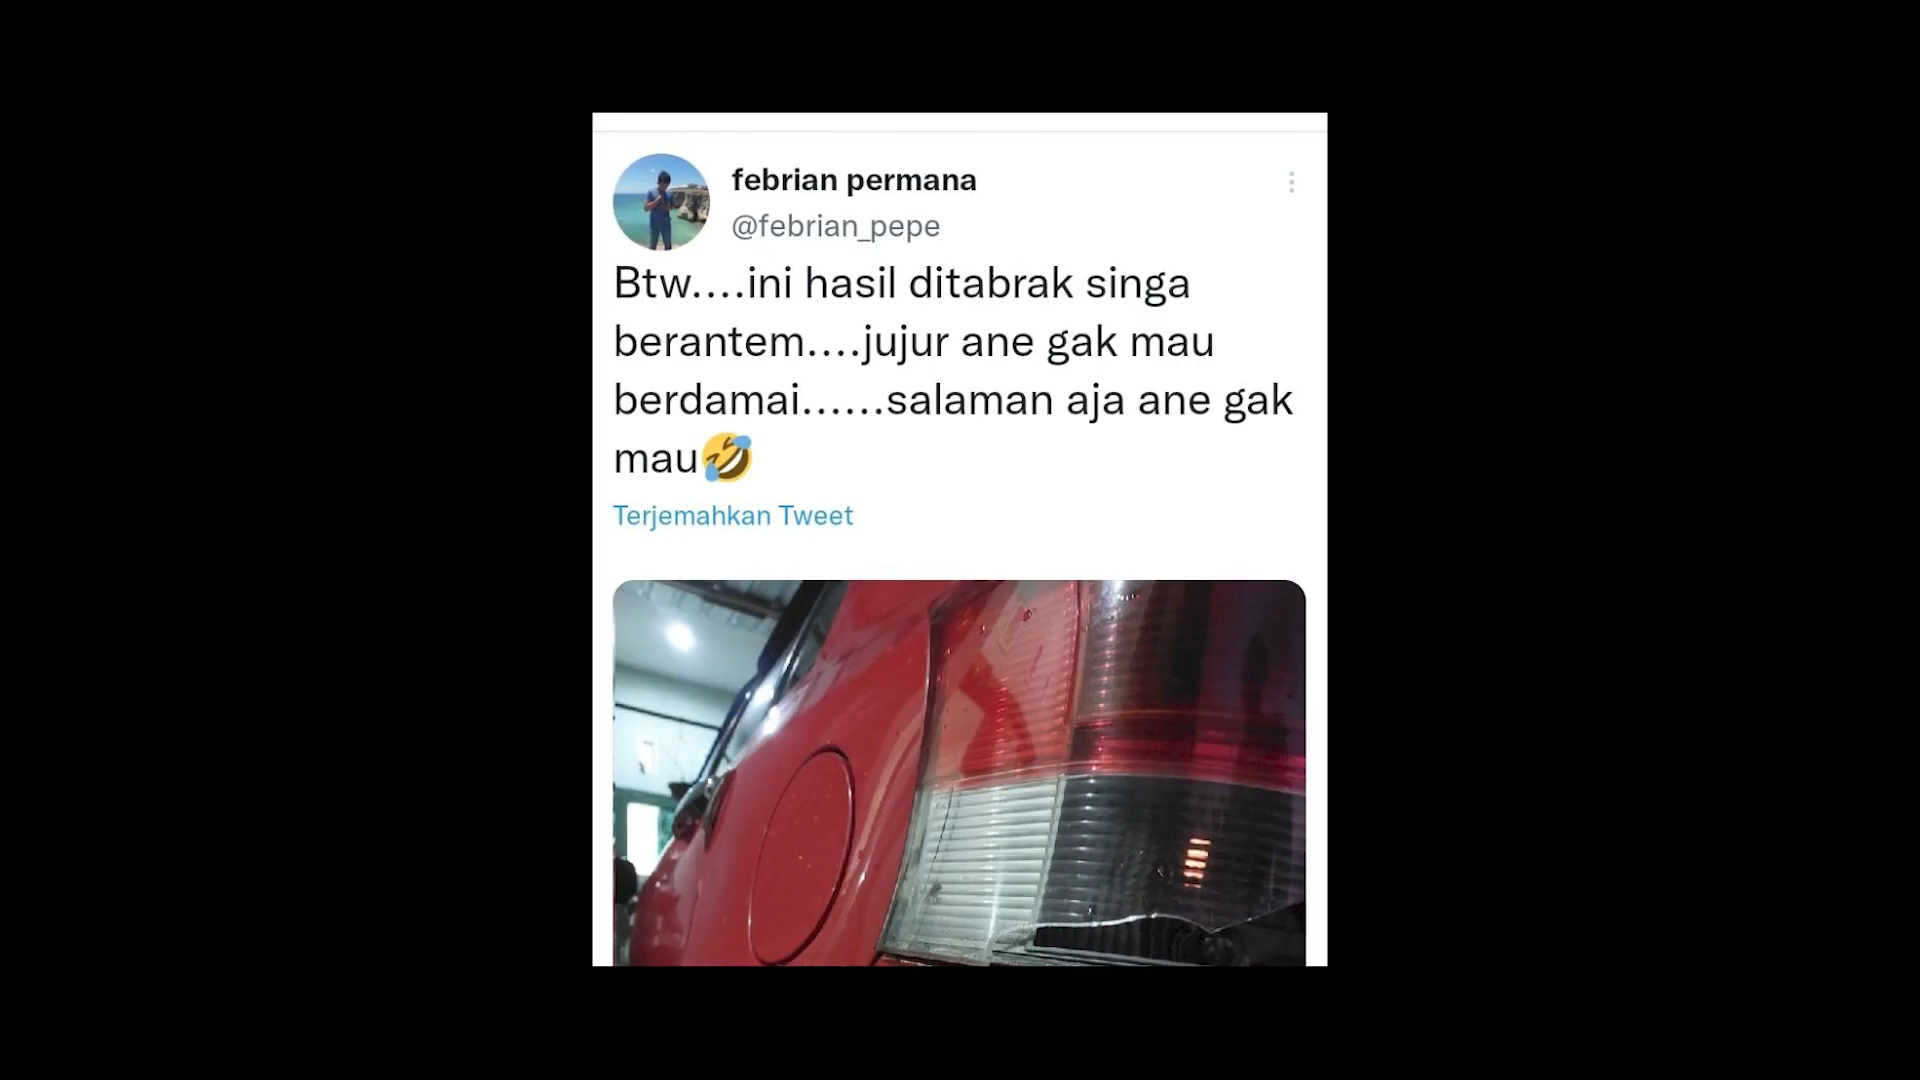 febrian permana
@febrian_pepe
Btw....ini hasil ditabrak singa
berantem....jujur ane gak mau
berdamai......salaman aja ane gak
mau🤣
Terjemahkan Tweet